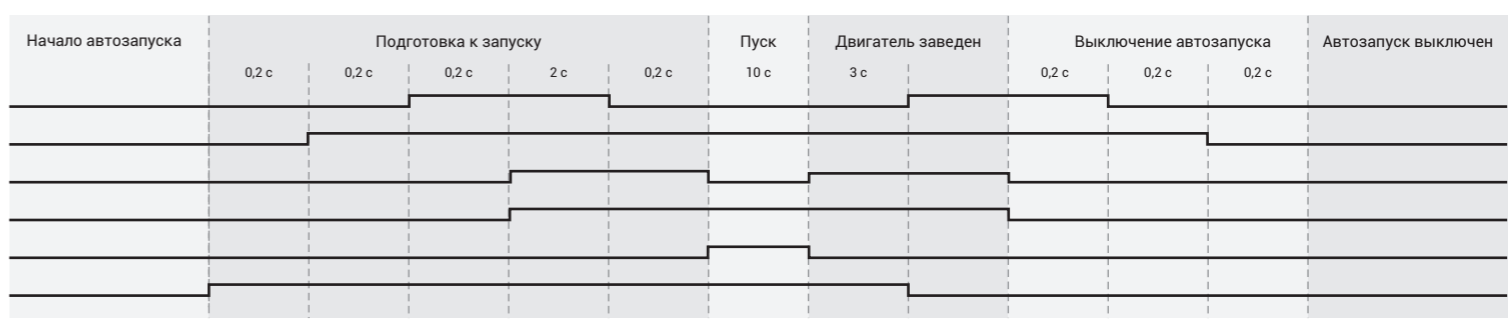 Начало автозапуска Подготовка к запуску Пуск Двигатель заведен Выключение автозапуска Автозапуск выключен
0,2 с 0,2 с 0,2 с 2 с 0,2 с 10 с 3 с 0,2 с 0,2 с 0,2 с